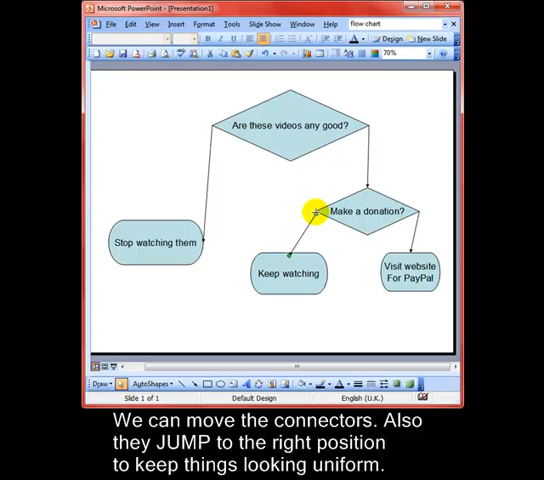 Microsoft PowerPoint - [Presentation1]
File Edit View Insert Format Tools Slide Show Window flow chart
Design New Slide
70%
Are these videos any good?
Make a donation?
Stop watching them
Keep watching
Visit website
For PayPal
Draw AutoShapes
Slide 1 of 1 Default Design English (U.K.)
We can move the connectors. Also
they JUMP to the right position
to keep things looking uniform.